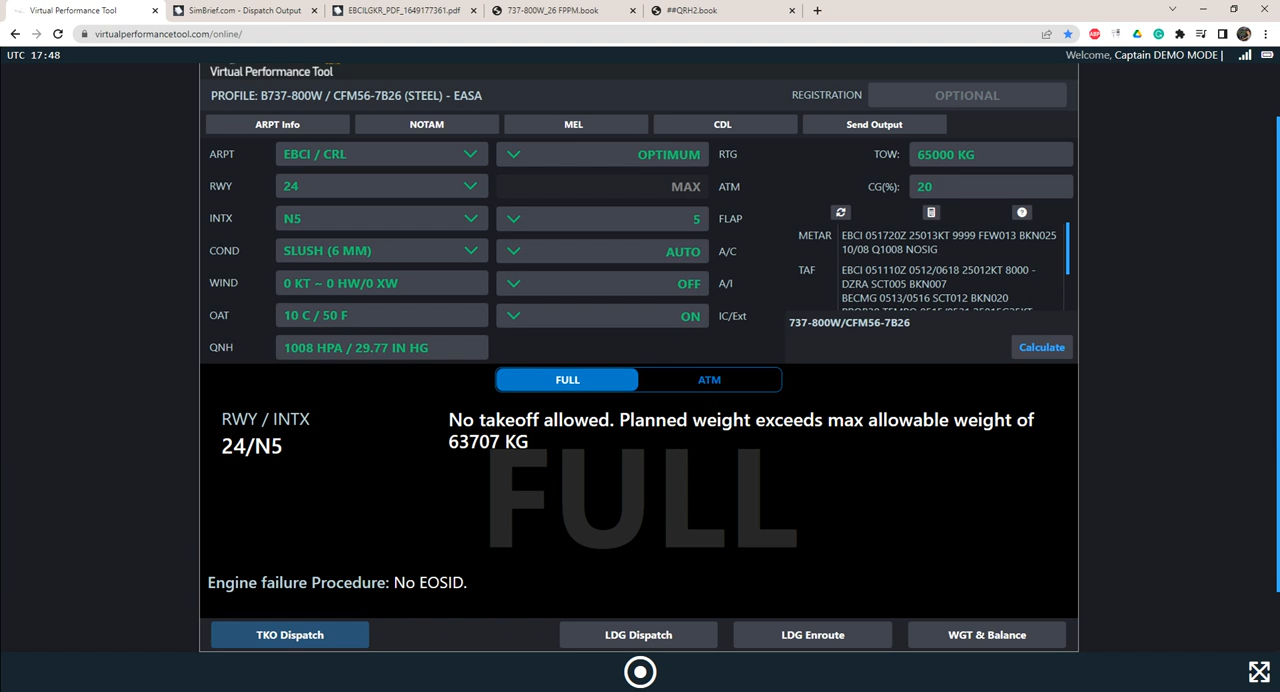 Virtual Performance Tool
SimBrief.com - Dispatch Output
EBCILGKR_PDF_1649177361.pdf
737-800W_26 FPPM.book
##QRH2.book
virtualperformancetool.com/online/
UTC 17:48
Welcome, Captain DEMO MODE |
Virtual Performance Tool
PROFILE: B737-800W / CFM56-7B26 (STEEL) - EASA
REGISTRATION OPTIONAL
ARPT Info NOTAM MEL CDL Send Output
ARPT EBCI / CRL OPTIMUM RTG TOW: 65000 KG
RWY 24 MAX ATM CG(%): 20
INTX N5 5 FLAP
COND SLUSH (6 MM) AUTO A/C
WIND 0 KT ~ 0 HW/0 XW OFF A/I
OAT 10 C / 50 F ON IC/Ext
QNH 1008 HPA / 29.77 IN HG
METAR EBCI 051720Z 25013KT 9999 FEW013 BKN025
10/08 Q1008 NOSIG
TAF EBCI 051110Z 0512/0618 25012KT 8000 -
DZRA SCT005 BKN007
BECMG 0513/0516 SCT012 BKN020
737-800W/CFM56-7B26
Calculate
FULL ATM
RWY / INTX
24/N5
No takeoff allowed. Planned weight exceeds max allowable weight of
63707 KG
FULL
Engine failure Procedure: No EOSID.
TKO Dispatch LDG Dispatch LDG Enroute WGT & Balance